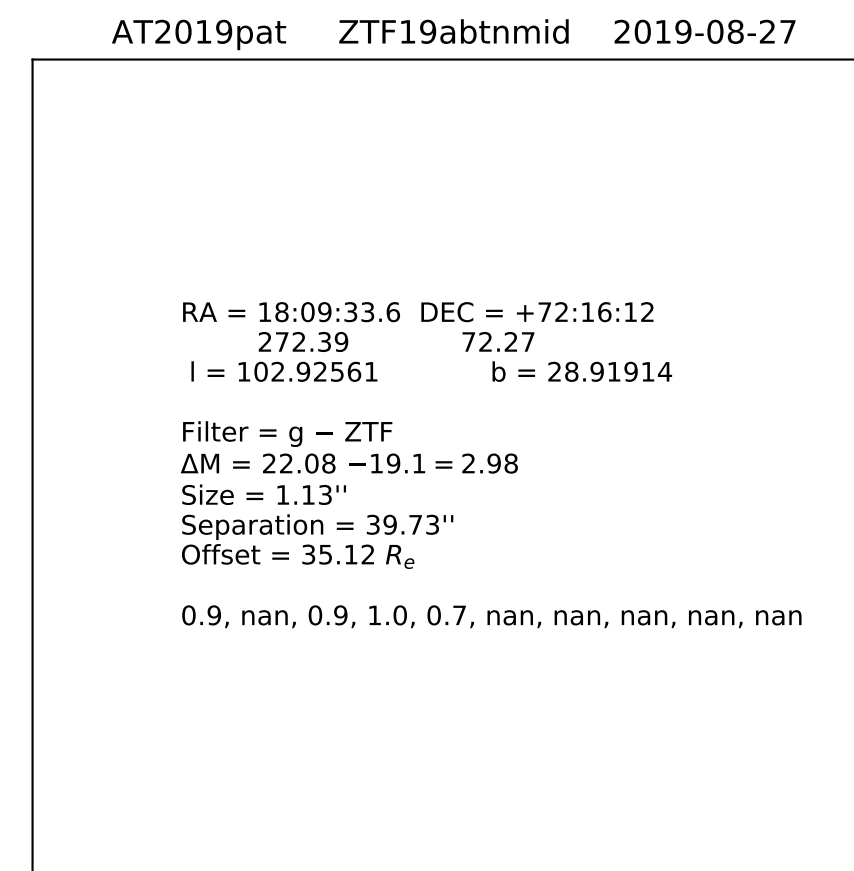 AT2019pat ZTF19abtnmid 2019-08-27
RA = 18:09:33.6 DEC = +72:16:12
272.39 72.27
l = 102.92561 b = 28.91914
Filter = g − ZTF
ΔM = 22.08 −19.1 = 2.98
Size = 1.13''
Separation = 39.73''
Offset = 35.12 Re
0.9, nan, 0.9, 1.0, 0.7, nan, nan, nan, nan, nan